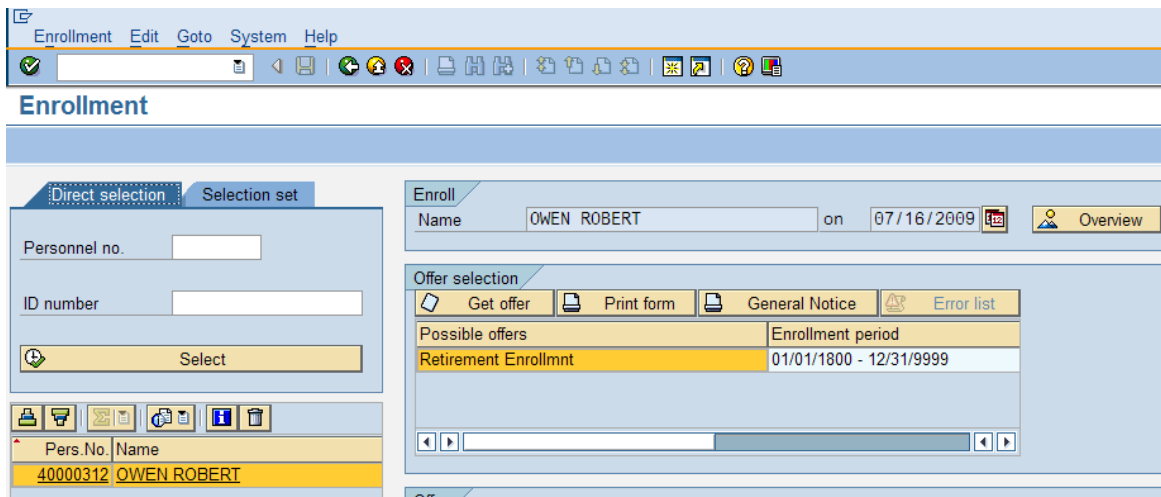 Enrollment Edit Goto System Help
Enrollment
Direct selection Selection set
Personnel no.
ID number
Select
Pers.No. Name
40000312 OWEN ROBERT
Enroll
Name OWEN ROBERT on 07/16/2009 Overview
Offer selection
Get offer Print form General Notice Error list
Possible offers Enrollment period
Retirement Enrollmnt 01/01/1800 - 12/31/9999